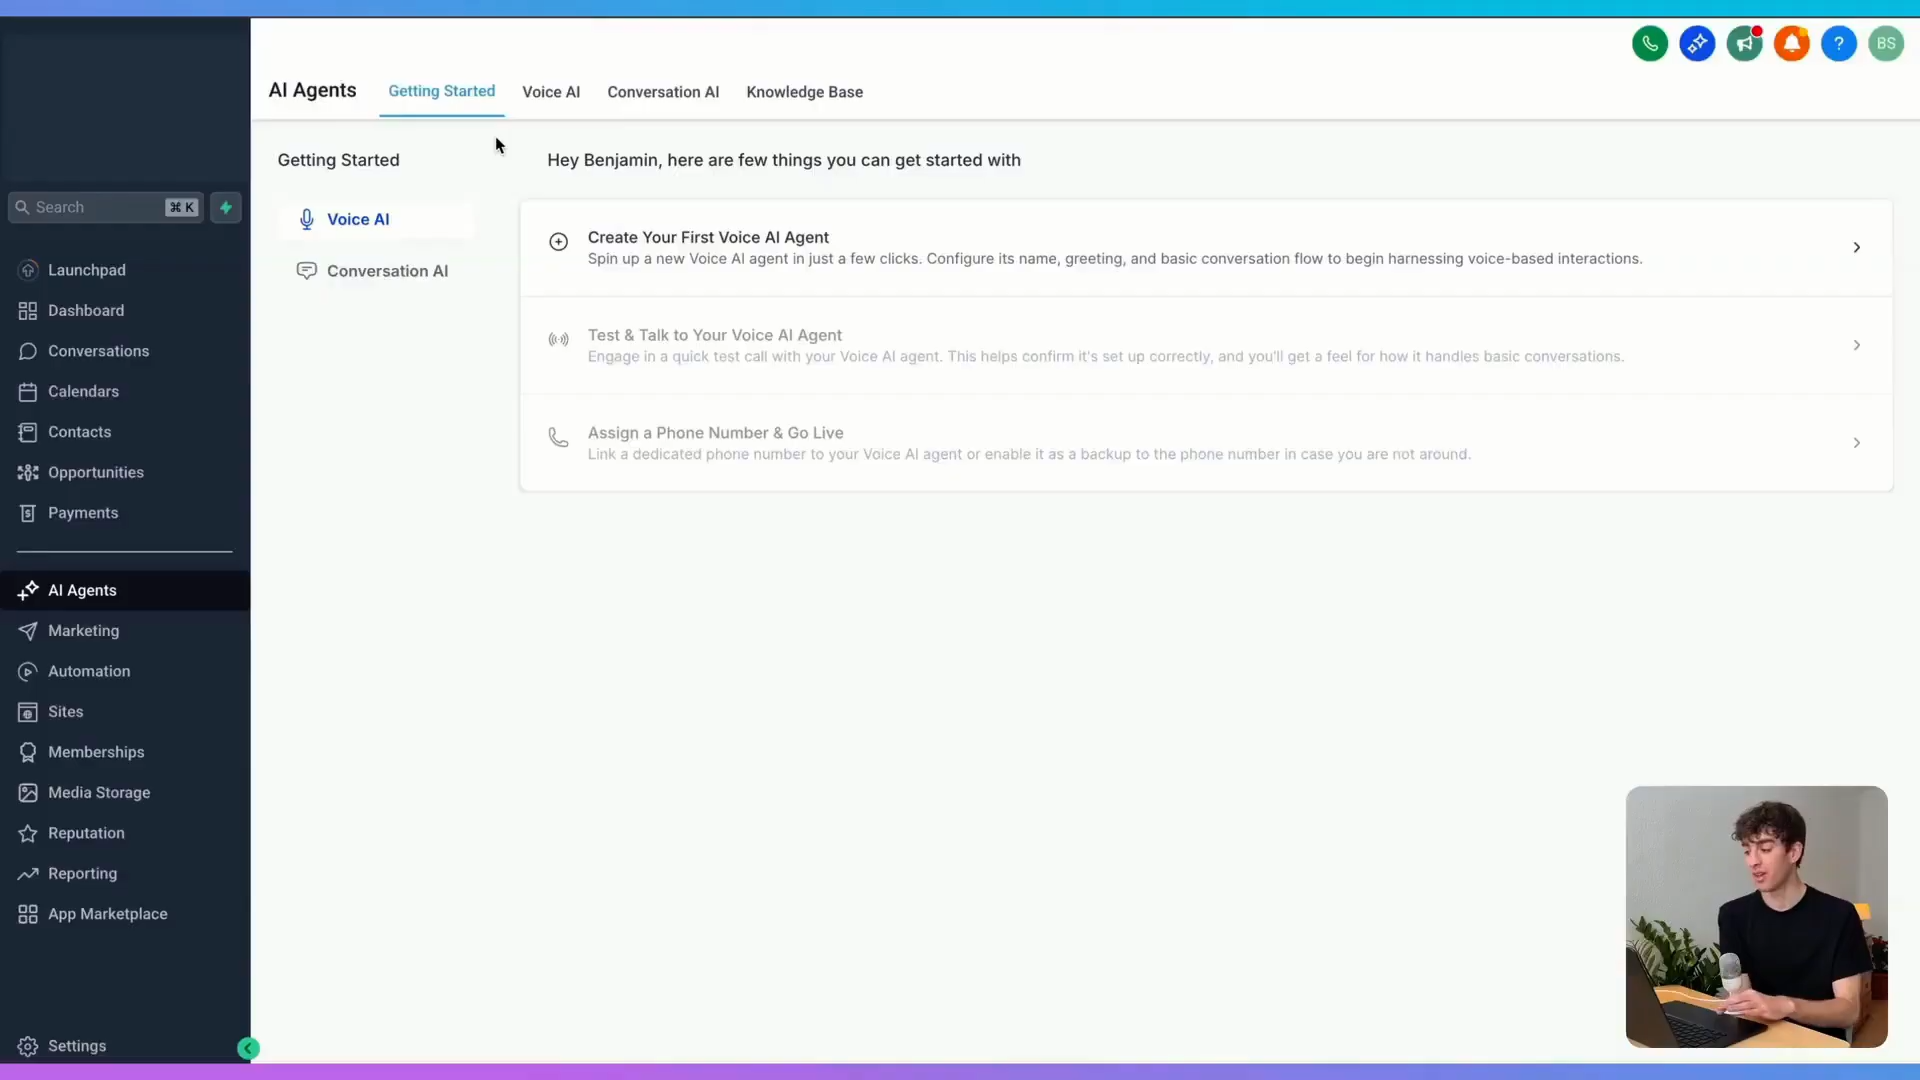 BS
AI Agents
Getting Started
Voice AI
Conversation AI
Knowledge Base
Search
⌘ K
Launchpad
Dashboard
Conversations
Calendars
Contacts
Opportunities
Payments
AI Agents
Marketing
Automation
Sites
Memberships
Media Storage
Reputation
Reporting
App Marketplace
Settings
Getting Started
Voice AI
Conversation AI
Hey Benjamin, here are few things you can get started with
Create Your First Voice AI Agent
Spin up a new Voice AI agent in just a few clicks. Configure its name, greeting, and basic conversation flow to begin harnessing voice-based interactions.
Test & Talk to Your Voice AI Agent
Engage in a quick test call with your Voice AI agent. This helps confirm it's set up correctly, and you'll get a feel for how it handles basic conversations.
Assign a Phone Number & Go Live
Link a dedicated phone number to your Voice AI agent or enable it as a backup to the phone number in case you are not around.